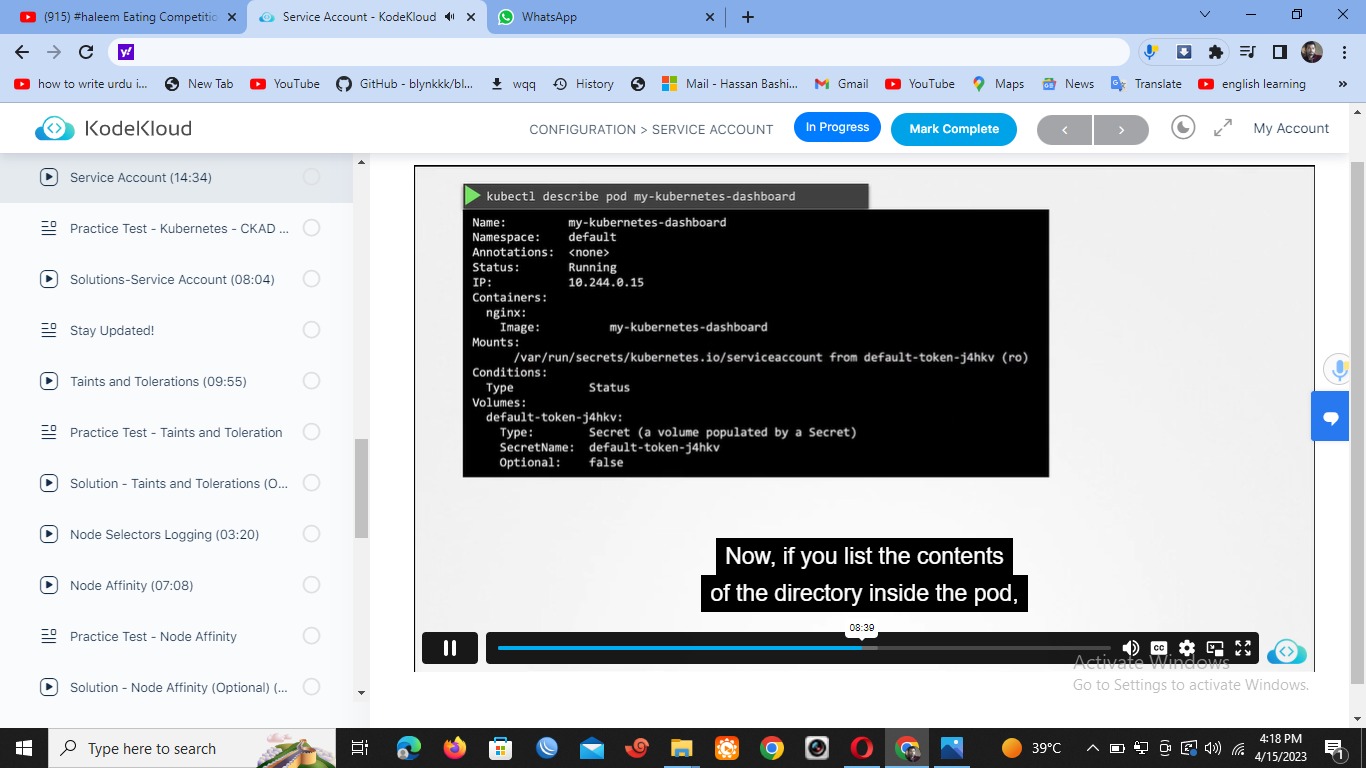 (915) #haleem Eating Competitio
Service Account - KodeKloud
WhatsApp
how to write urdu i...
New Tab
YouTube
GitHub - blynkkk/bl...
wqq
History
Mail - Hassan Bashi...
Gmail
YouTube
Maps
News
Translate
english learning
»
KodeKloud
CONFIGURATION > SERVICE ACCOUNT
In Progress
Mark Complete
My Account
Service Account (14:34)
Practice Test - Kubernetes - CKAD ...
Solutions-Service Account (08:04)
Stay Updated!
Taints and Tolerations (09:55)
Practice Test - Taints and Toleration
Solution - Taints and Tolerations (O...
Node Selectors Logging (03:20)
Node Affinity (07:08)
Practice Test - Node Affinity
Solution - Node Affinity (Optional) (...
kubectl describe pod my-kubernetes-dashboard
Name: my-kubernetes-dashboard
Namespace: default
Annotations: <none>
Status: Running
IP: 10.244.0.15
Containers:
nginx:
Image: my-kubernetes-dashboard
Mounts:
/var/run/secrets/kubernetes.io/serviceaccount from default-token-j4hkv (ro)
Conditions:
Type Status
Volumes:
default-token-j4hkv:
Type: Secret (a volume populated by a Secret)
SecretName: default-token-j4hkv
Optional: false
Now, if you list the contents
of the directory inside the pod,
08:39
CC
Activate Windows
Go to Settings to activate Windows.
Type here to search
39°C
4:18 PM
4/15/2023
1